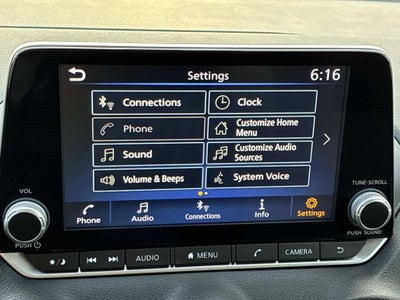 Settings
6:16
Connections
Clock
Phone
Customize Home
Menu
Sound
Customize Audio
Sources
Volume & Beeps
System Voice
Phone
Audio
Connections
Info
Settings
VOL
PUSH
TUNE-SCROLL
PUSH SOUND
AUDIO
MENU
CAMERA